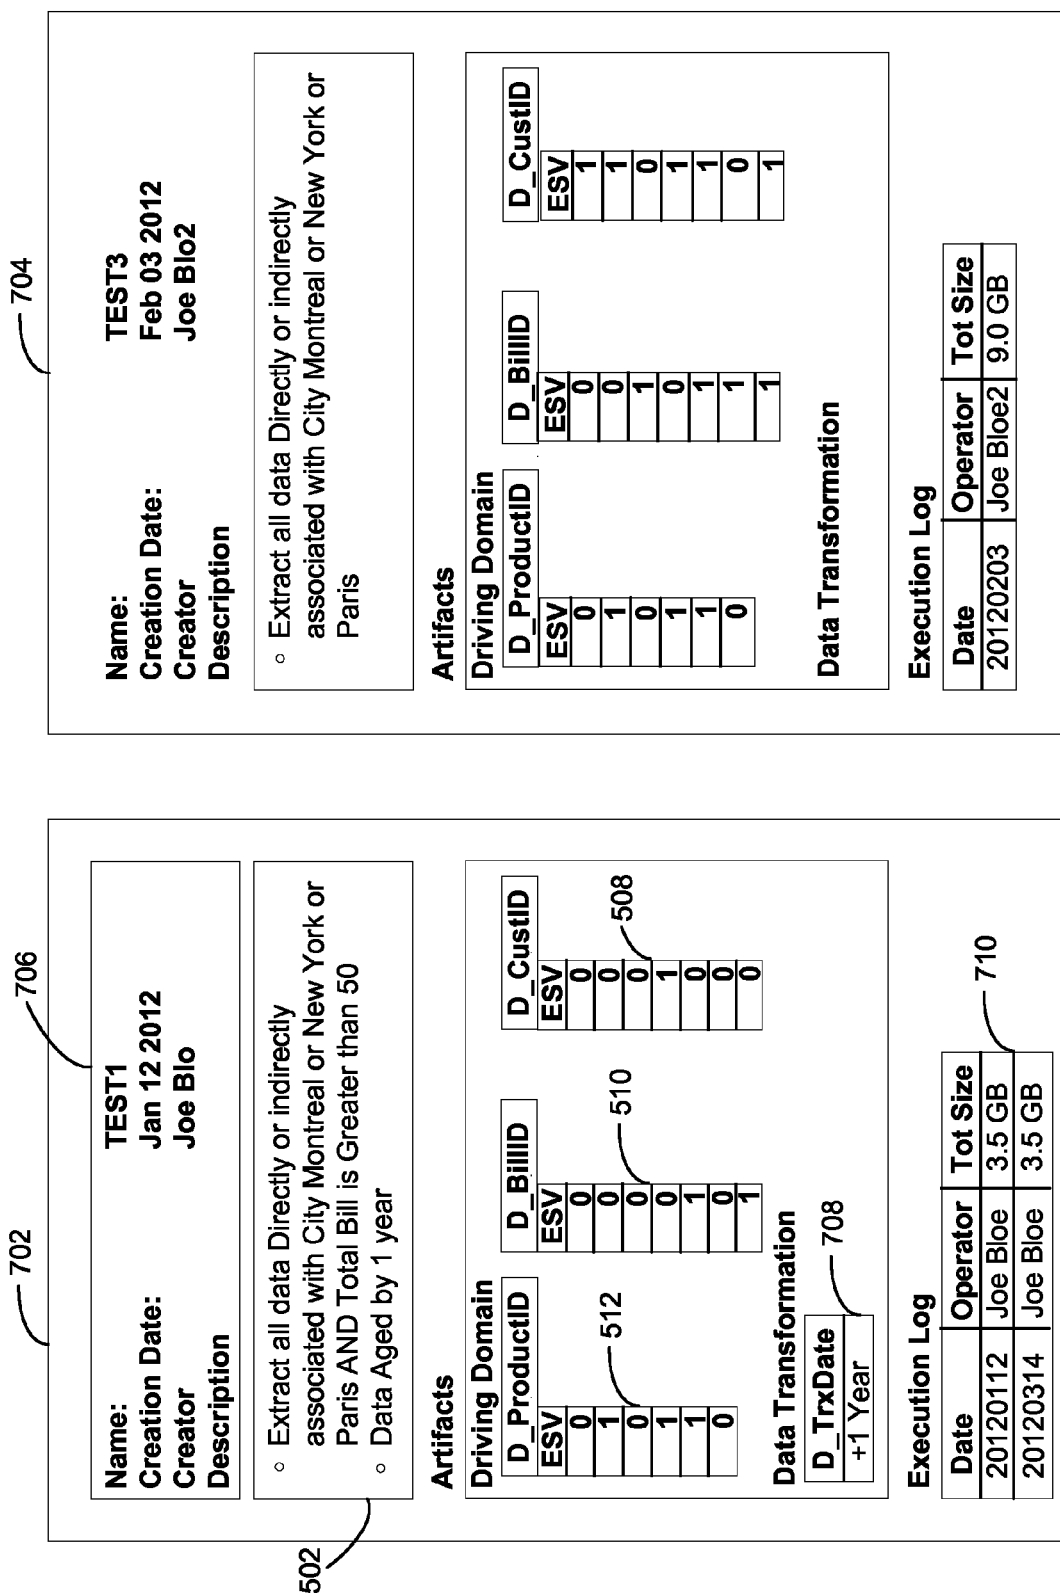 702
706
Name: TEST1
Creation Date: Jan 12 2012
Creator Joe Blo
Description
502
◦ Extract all data Directly or indirectly
associated with City Montreal or New York or
Paris AND Total Bill is Greater than 50
◦ Data Aged by 1 year
Artifacts
Driving Domain
D_ProductID D_BillID D_CustID
ESV ESV ESV
0 0 0
1 0 0
0 0 0
1 0 1
1 1 0
0 0 0
1 0
512
510
508
Data Transformation
D_TrxDate
+1 Year
708
Execution Log
Date Operator Tot Size
20120112 Joe Bloe 3.5 GB
20120314 Joe Bloe 3.5 GB
710
704
Name: TEST3
Creation Date: Feb 03 2012
Creator Joe Blo2
Description
◦ Extract all data Directly or indirectly
associated with City Montreal or New York or
Paris
Artifacts
Driving Domain
D_ProductID D_BillID D_CustID
ESV ESV ESV
0 0 1
1 0 1
0 1 0
1 0 1
1 1 1
0 1 0
1 1
Data Transformation
Execution Log
Date Operator Tot Size
20120203 Joe Bloe2 9.0 GB